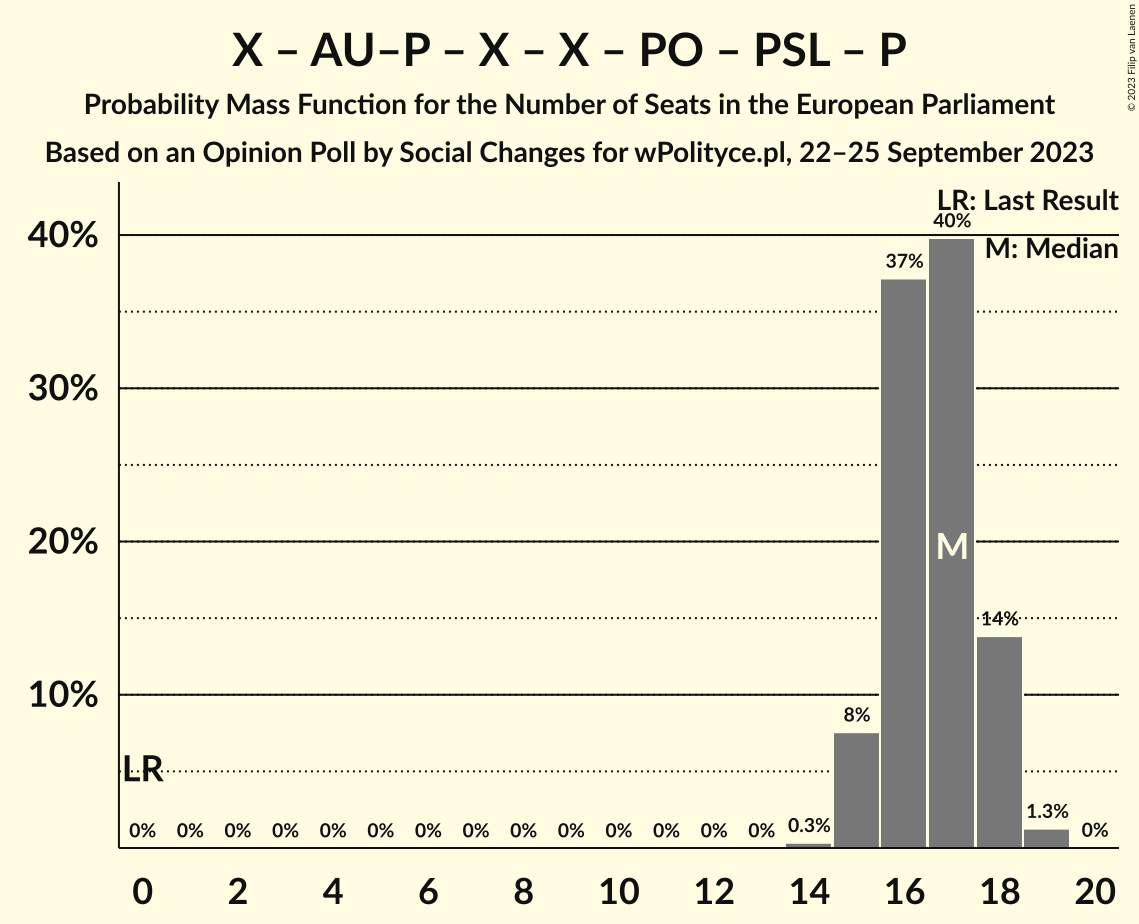 X – AU–P – X – X – PO – PSL – P
Probability Mass Function for the Number of Seats in the European Parliament
Based on an Opinion Poll by Social Changes for wPolityce.pl, 22–25 September 2023
© 2023 Filip van Laenen
LR: Last Result
M: Median
40%
30%
20%
10%
LR
M
0% 0% 0% 0% 0% 0% 0% 0% 0% 0% 0% 0% 0% 0% 0.3% 8% 37% 40% 14% 1.3% 0%
0 2 4 6 8 10 12 14 16 18 20